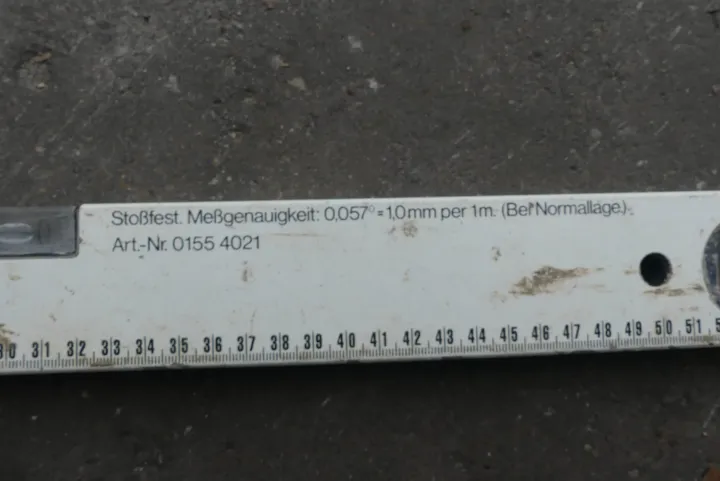 Stoßfest. Meßgenauigkeit: 0,057° = 1,0 mm per 1 m. (Bei Normallage.)
Art.-Nr. 0155 4021
30 31 32 33 34 35 36 37 38 39 40 41 42 43 44 45 46 47 48 49 50 51